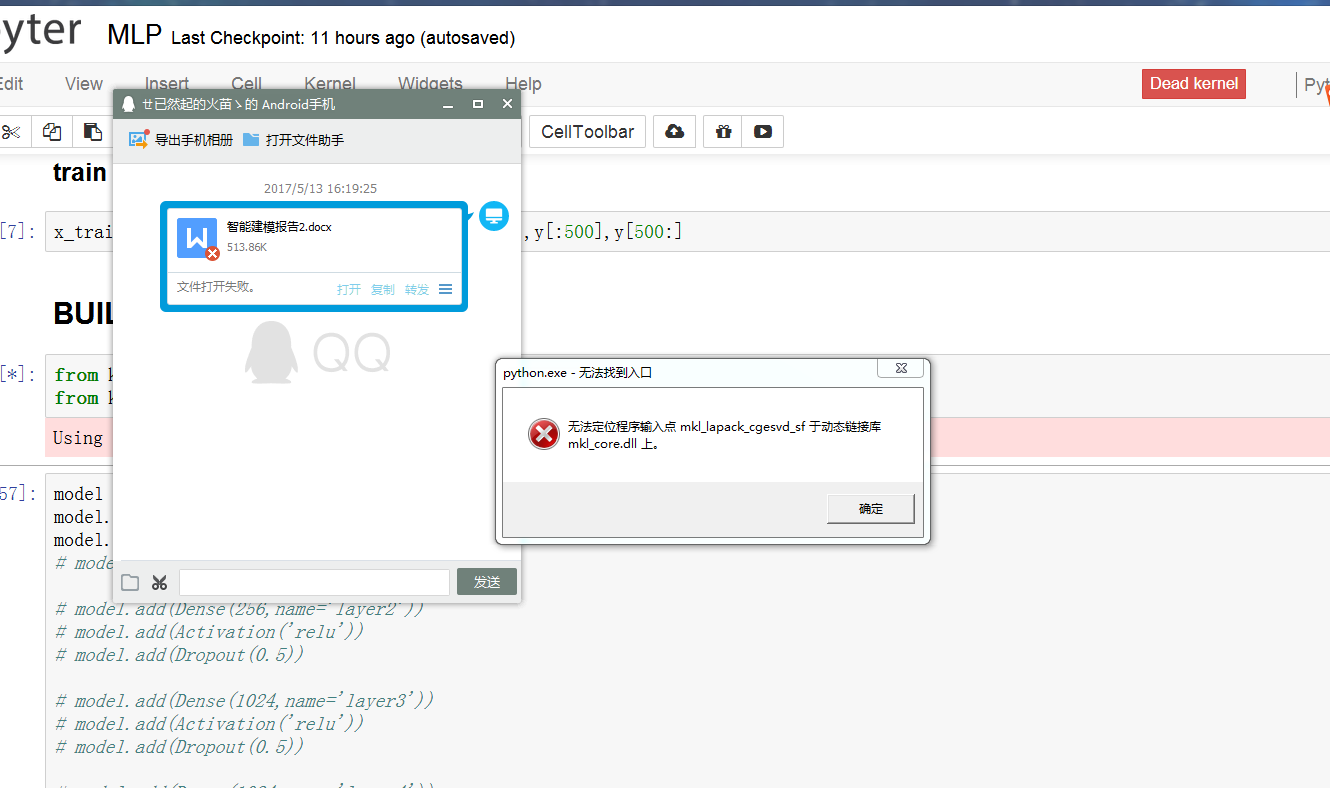 yter MLP Last Checkpoint: 11 hours ago (autosaved)
Edit View Insert Cell Kernel Widgets Help Dead kernel Pyt
CellToolbar
廿已然起的火苗ゝ的 Android手机
导出手机相册 打开文件助手
2017/5/13 16:19:25
智能建模报告2.docx
513.86K
文件打开失败。 打开 复制 转发
QQ
发送
train
[7]: x_trai ,y[:500],y[500:]
BUIL
[*]: from k
from k
Using
python.exe - 无法找到入口
无法定位程序输入点 mkl_lapack_cgesvd_sf 于动态链接库
mkl_core.dll 上。
确定
57]: model
model.
model.
# mode
# model.add(Dense(256,name='layer2'))
# model.add(Activation('relu'))
# model.add(Dropout(0.5))
# model.add(Dense(1024,name='layer3'))
# model.add(Activation('relu'))
# model.add(Dropout(0.5))